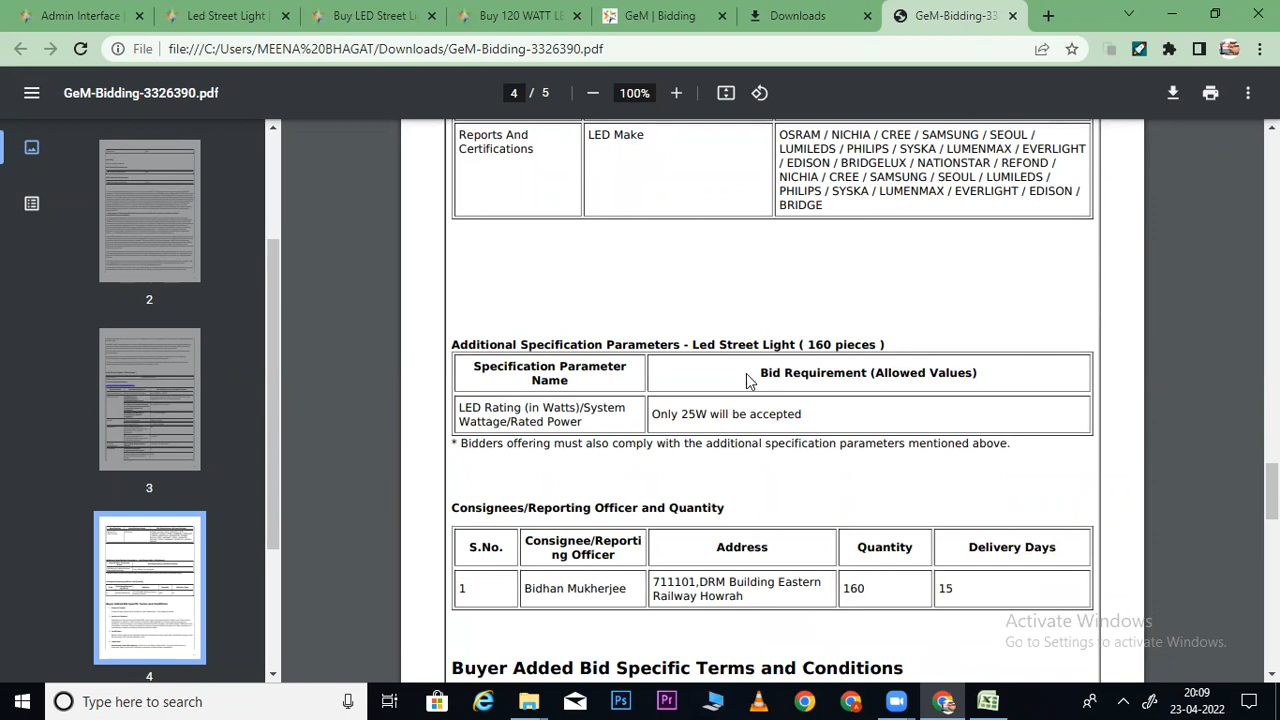 Admin Interface |
Led Street Light |
Buy LED Street Li
Buy 120 WATT LE
GeM | Bidding
Downloads
GeM-Bidding-33
File
file:///C:/Users/MEENA%20BHAGAT/Downloads/GeM-Bidding-3326390.pdf
GeM-Bidding-3326390.pdf
4 / 5
100%
2
3
4
Reports And
Certifications
LED Make
OSRAM / NICHIA / CREE / SAMSUNG / SEOUL /
LUMILEDS / PHILIPS / SYSKA / LUMENMAX / EVERLIGHT
/ EDISON / BRIDGELUX / NATIONSTAR / REFOND /
NICHIA / CREE / SAMSUNG / SEOUL / LUMILEDS /
PHILIPS / SYSKA / LUMENMAX / EVERLIGHT / EDISON /
BRIDGE
Additional Specification Parameters - Led Street Light ( 160 pieces )
Specification Parameter
Name
Bid Requirement (Allowed Values)
LED Rating (in Watts)/System
Wattage/Rated Power
Only 25W will be accepted
* Bidders offering must also comply with the additional specification parameters mentioned above.
Consignees/Reporting Officer and Quantity
S.No.
Consignee/Reporti
ng Officer
Address
Quantity
Delivery Days
1
Bidhan Mukherjee
711101,DRM Building Eastern
Railway Howrah
160
15
Buyer Added Bid Specific Terms and Conditions
Activate Windows
Go to Settings to activate Windows.
Type here to search
20:09
23-04-2022